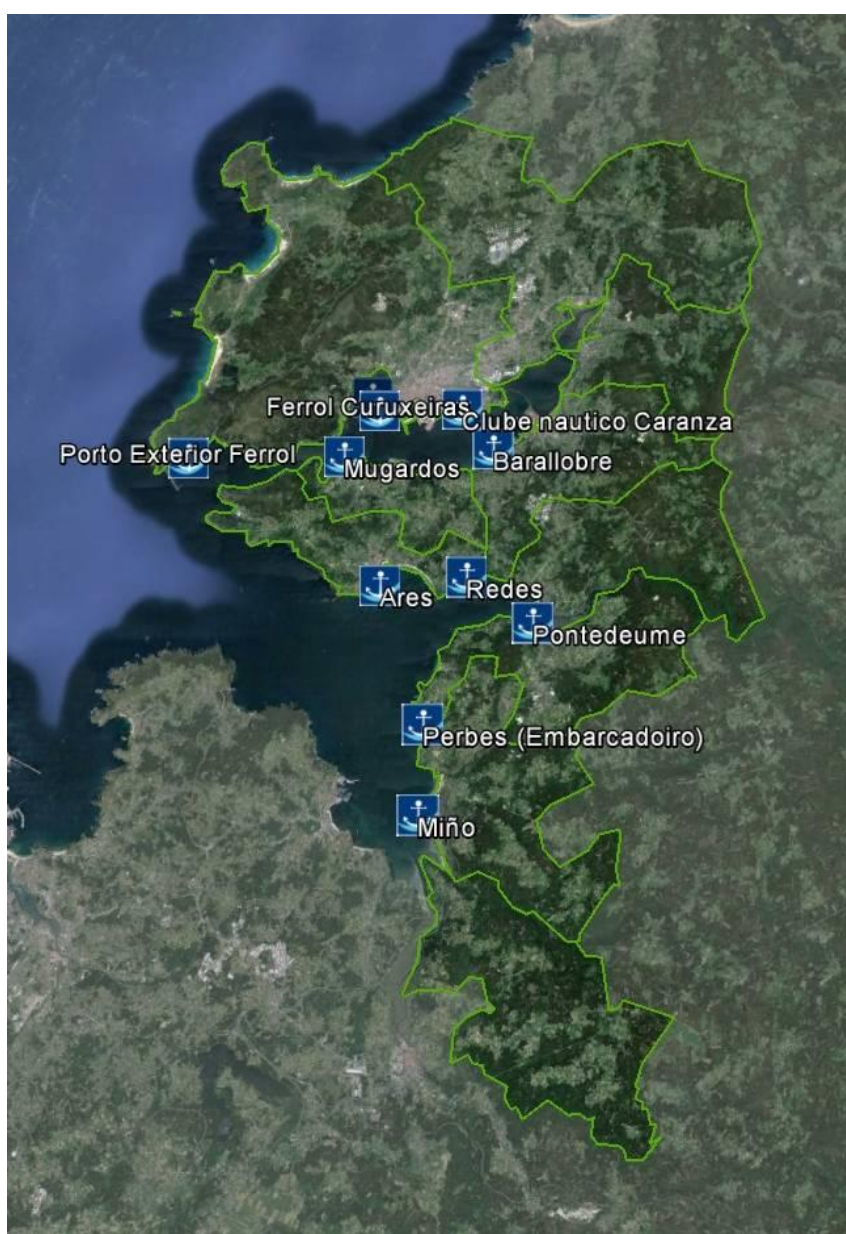 Ferrol Curuxeiras
Clube nautico Caranza
Porto Exterior Ferrol
Mugardos
Barallobre
Ares
Redes
Pontedeume
Perbes (Embarcadoiro)
Miño